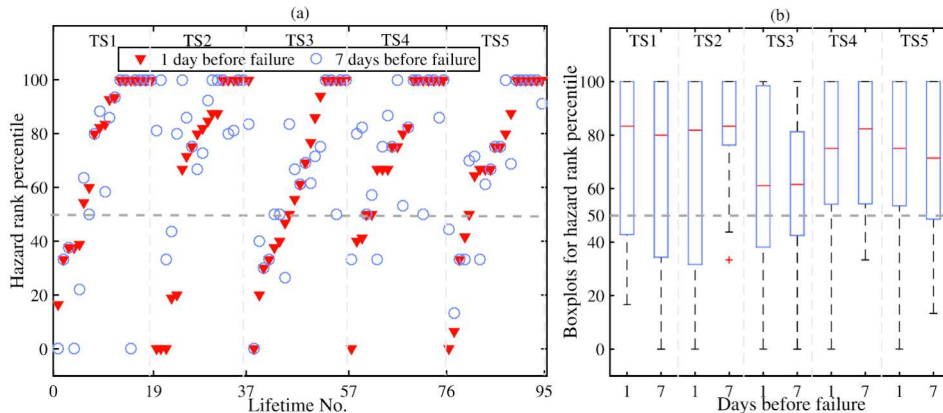 (a)
TS1 TS2 TS3 TS4 TS5
1 day before failure 7 days before failure
Hazard rank percentile
100
80
60
40
20
0
0 19 37 57 76 95
Lifetime No.
(b)
TS1 TS2 TS3 TS4 TS5
Boxplots for hazard rank percentile
100
80
60
50
40
20
0
1 7 1 7 1 7 1 7 1 7
Days before failure